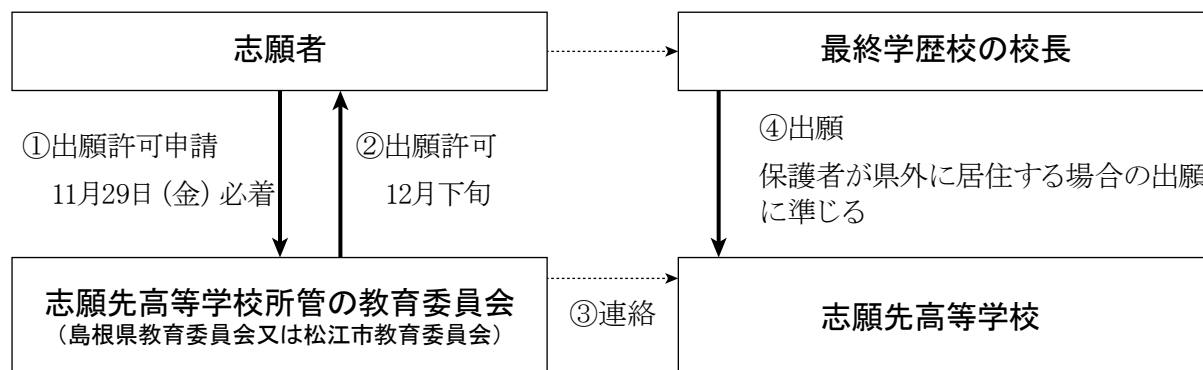 志願者
最終学歴校の校長
①出願許可申請
11月29日（金）必着
②出願許可
12月下旬
④出願
保護者が県外に居住する場合の出願
に準じる
志願先高等学校所管の教育委員会
（島根県教育委員会又は松江市教育委員会）
③連絡
志願先高等学校